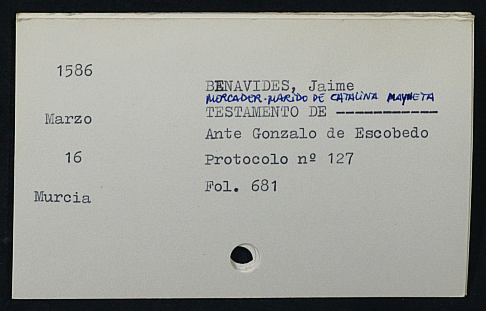 1586
BENAVIDES, Jaime
MERCADER-MARIDO DE CATALINA
Marzo
TESTAMENTO DE -----------
Ante Gonzalo de Escobedo
16
Protocolo nº 127
Fol. 681
Murcia